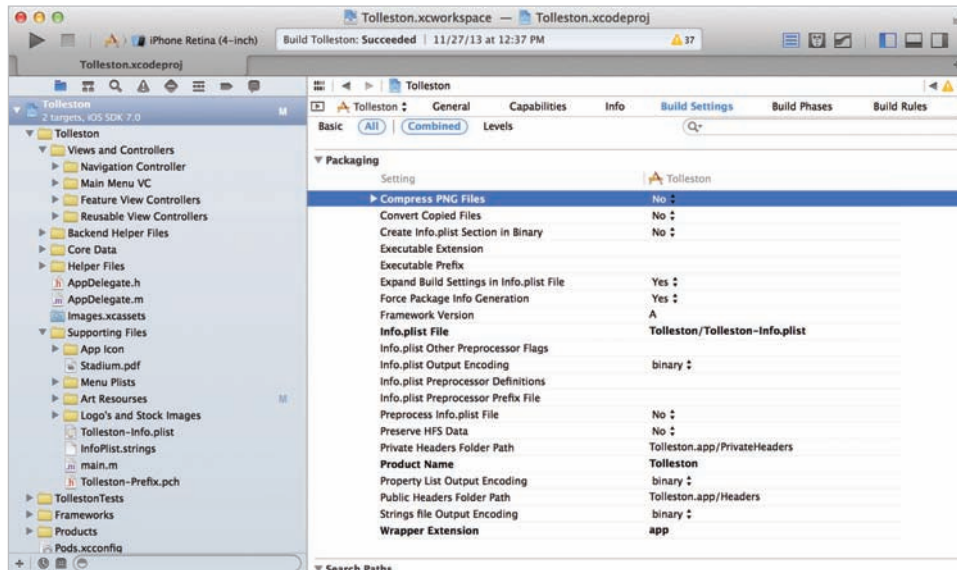 Tolleston.xcworkspace — Tolleston.xcodeproj
iPhone Retina (4-inch)
Build Tolleston: Succeeded | 11/27/13 at 12:37 PM
37
Tolleston.xcodeproj
Tolleston
Tolleston
2 targets, iOS SDK 7.0
M
Tolleston
Views and Controllers
Navigation Controller
Main Menu VC
Feature View Controllers
Reusable View Controllers
Backend Helper Files
Core Data
Helper Files
AppDelegate.h
AppDelegate.m
Images.xcassets
Supporting Files
App Icon
Stadium.pdf
Menu Plists
Art Resourses
M
Logo's and Stock Images
Tolleston-Info.plist
InfoPlist.strings
main.m
Tolleston-Prefix.pch
TollestonTests
Frameworks
Products
Pods.xcconfig
Tolleston General Capabilities Info Build Settings Build Phases Build Rules
Basic All | Combined Levels
Packaging
Setting Tolleston
Compress PNG Files No
Convert Copied Files No
Create Info.plist Section in Binary No
Executable Extension
Executable Prefix
Expand Build Settings in Info.plist File Yes
Force Package Info Generation Yes
Framework Version A
Info.plist File Tolleston/Tolleston-Info.plist
Info.plist Other Preprocessor Flags
Info.plist Output Encoding binary
Info.plist Preprocessor Definitions
Info.plist Preprocessor Prefix File
Preprocess Info.plist File No
Preserve HFS Data No
Private Headers Folder Path Tolleston.app/PrivateHeaders
Product Name Tolleston
Property List Output Encoding binary
Public Headers Folder Path Tolleston.app/Headers
Strings file Output Encoding binary
Wrapper Extension app
Search Paths